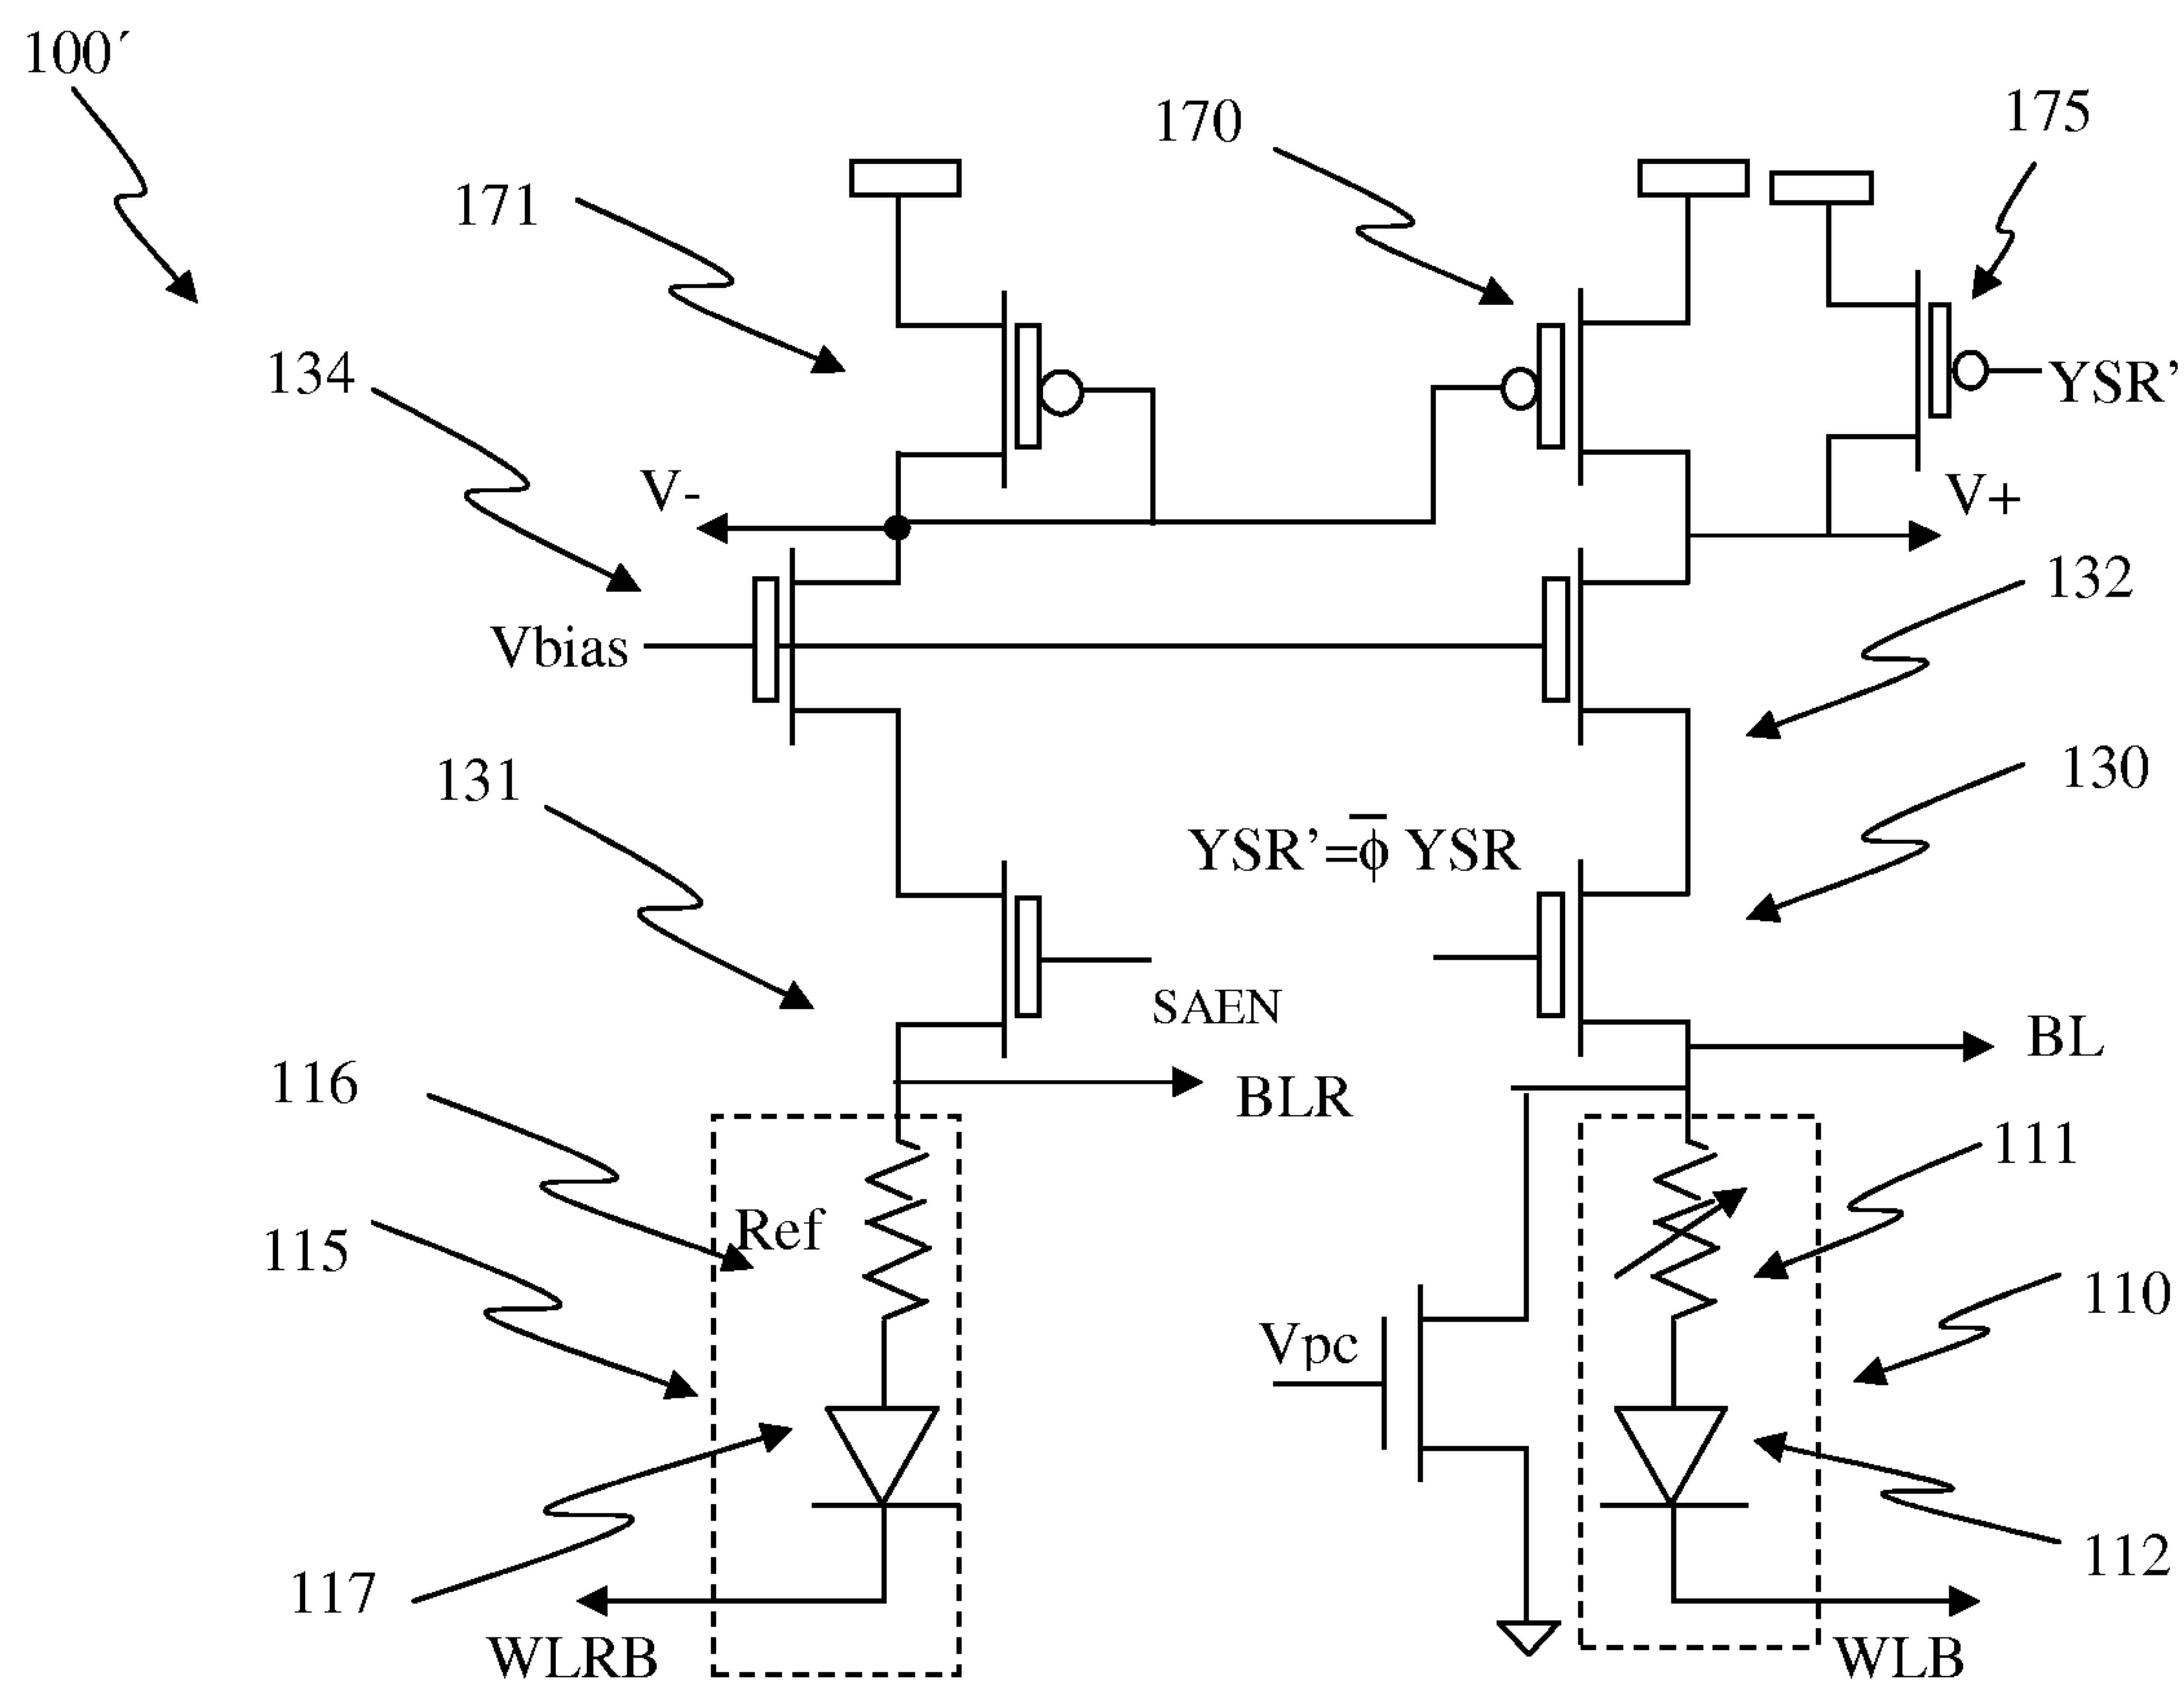 100´
175
170
171
134
YSR'
V-
V+
132
Vbias
131
130
YSR'=ϕ̅ YSR
SAEN
BL
116
BLR
111
Ref
115
110
Vpc
112
117
WLRB
WLB